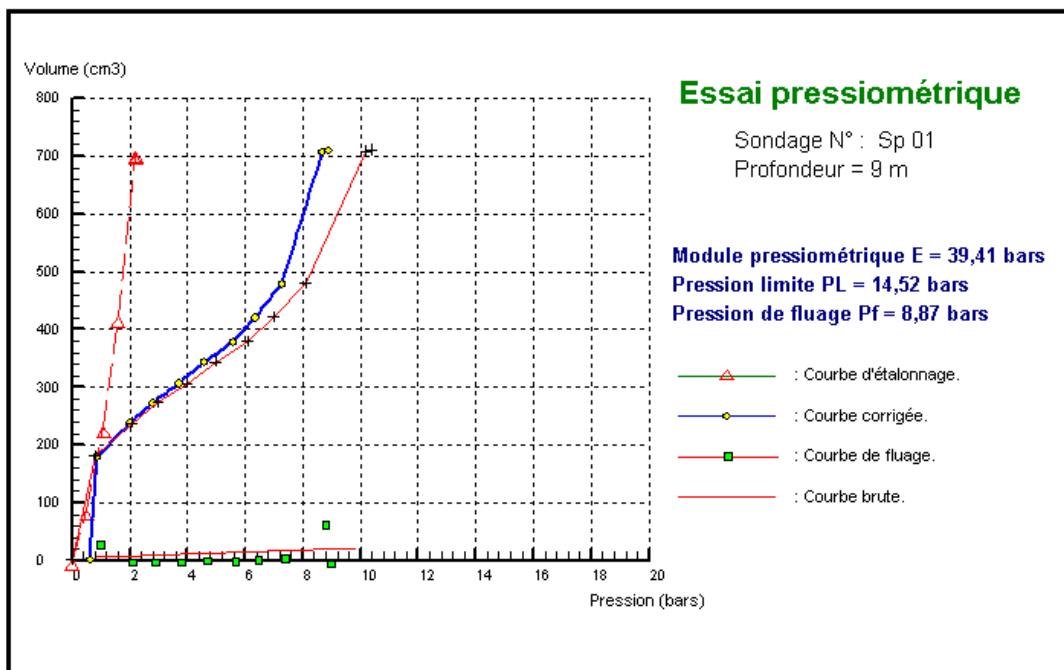 Volume (cm3)
800
700
600
500
400
300
200
100
0
0
2
4
6
8
10
12
14
16
18
20
Pression (bars)
Essai pressiométrique
Sondage N° : Sp 01
Profondeur = 9 m
Module pressiométrique E = 39,41 bars
Pression limite PL = 14,52 bars
Pression de fluage Pf = 8,87 bars
: Courbe d'étalonnage.
: Courbe corrigée.
: Courbe de fluage.
: Courbe brute.